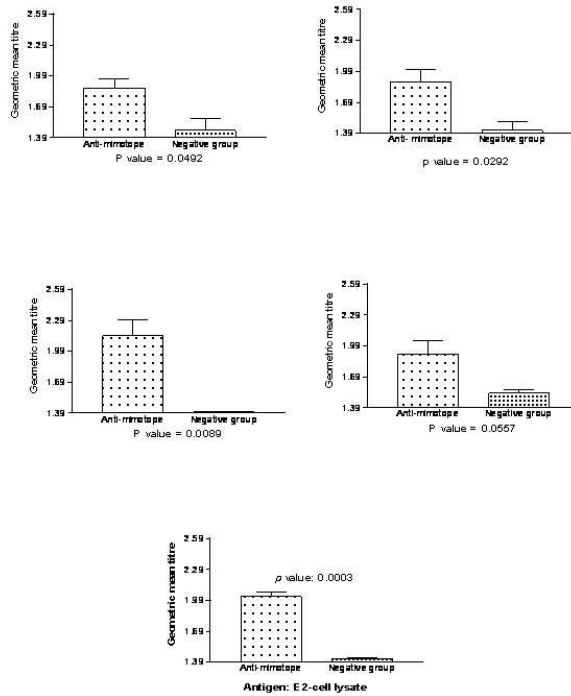 2.59
2.29
1.99
1.69
1.39
Geometric mean titre
Anti-mimotope Negative group
P value = 0.0492
2.59
2.29
1.99
1.69
1.39
Geometric mean titre
Anti-mimotope Negative group
p value = 0.0292
2.59
2.29
1.99
1.69
1.39
Geometric mean titre
Anti-mimotope Negative group
P value = 0.0089
2.59
2.29
1.99
1.69
1.39
Geometric mean titre
Anti-mimotope Negative group
P value = 0.0557
2.59
2.29
1.99
1.69
1.39
Geometric mean titre
p value: 0.0003
Anti-mimotope Negative group
Antigen: E2-cell lysate